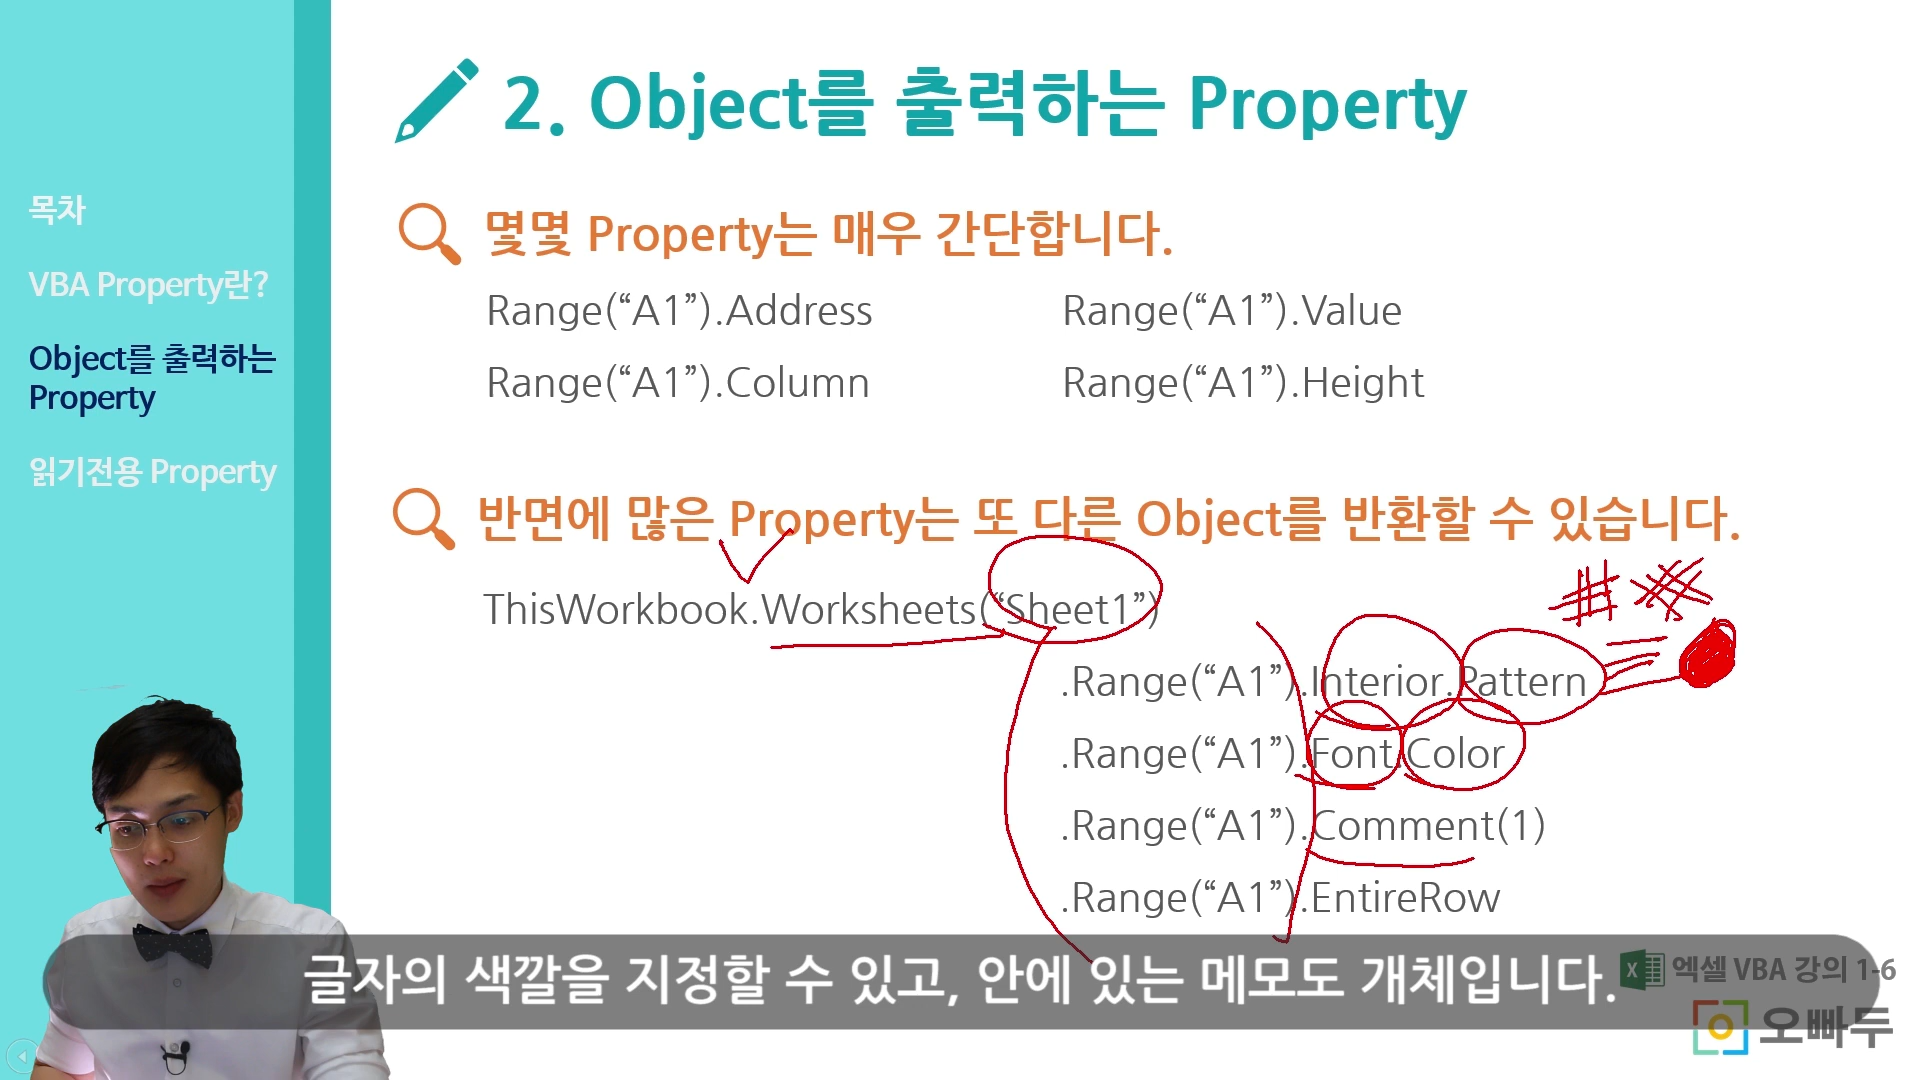 목차
VBA Property란?
Object를 출력하는
Property
읽기전용 Property
2. Object를 출력하는 Property
몇몇 Property는 매우 간단합니다.
Range(“A1”).Address
Range(“A1”).Value
Range(“A1”).Column
Range(“A1”).Height
반면에 많은 Property는 또 다른 Object를 반환할 수 있습니다.
ThisWorkbook.Worksheets(“Sheet1”)
.Range(“A1”).Interior.Pattern
.Range(“A1”).Font.Color
.Range(“A1”).Comment(1)
.Range(“A1”).EntireRow
글자의 색깔을 지정할 수 있고, 안에 있는 메모도 개체입니다.
엑셀 VBA 강의 1-6
오빠두